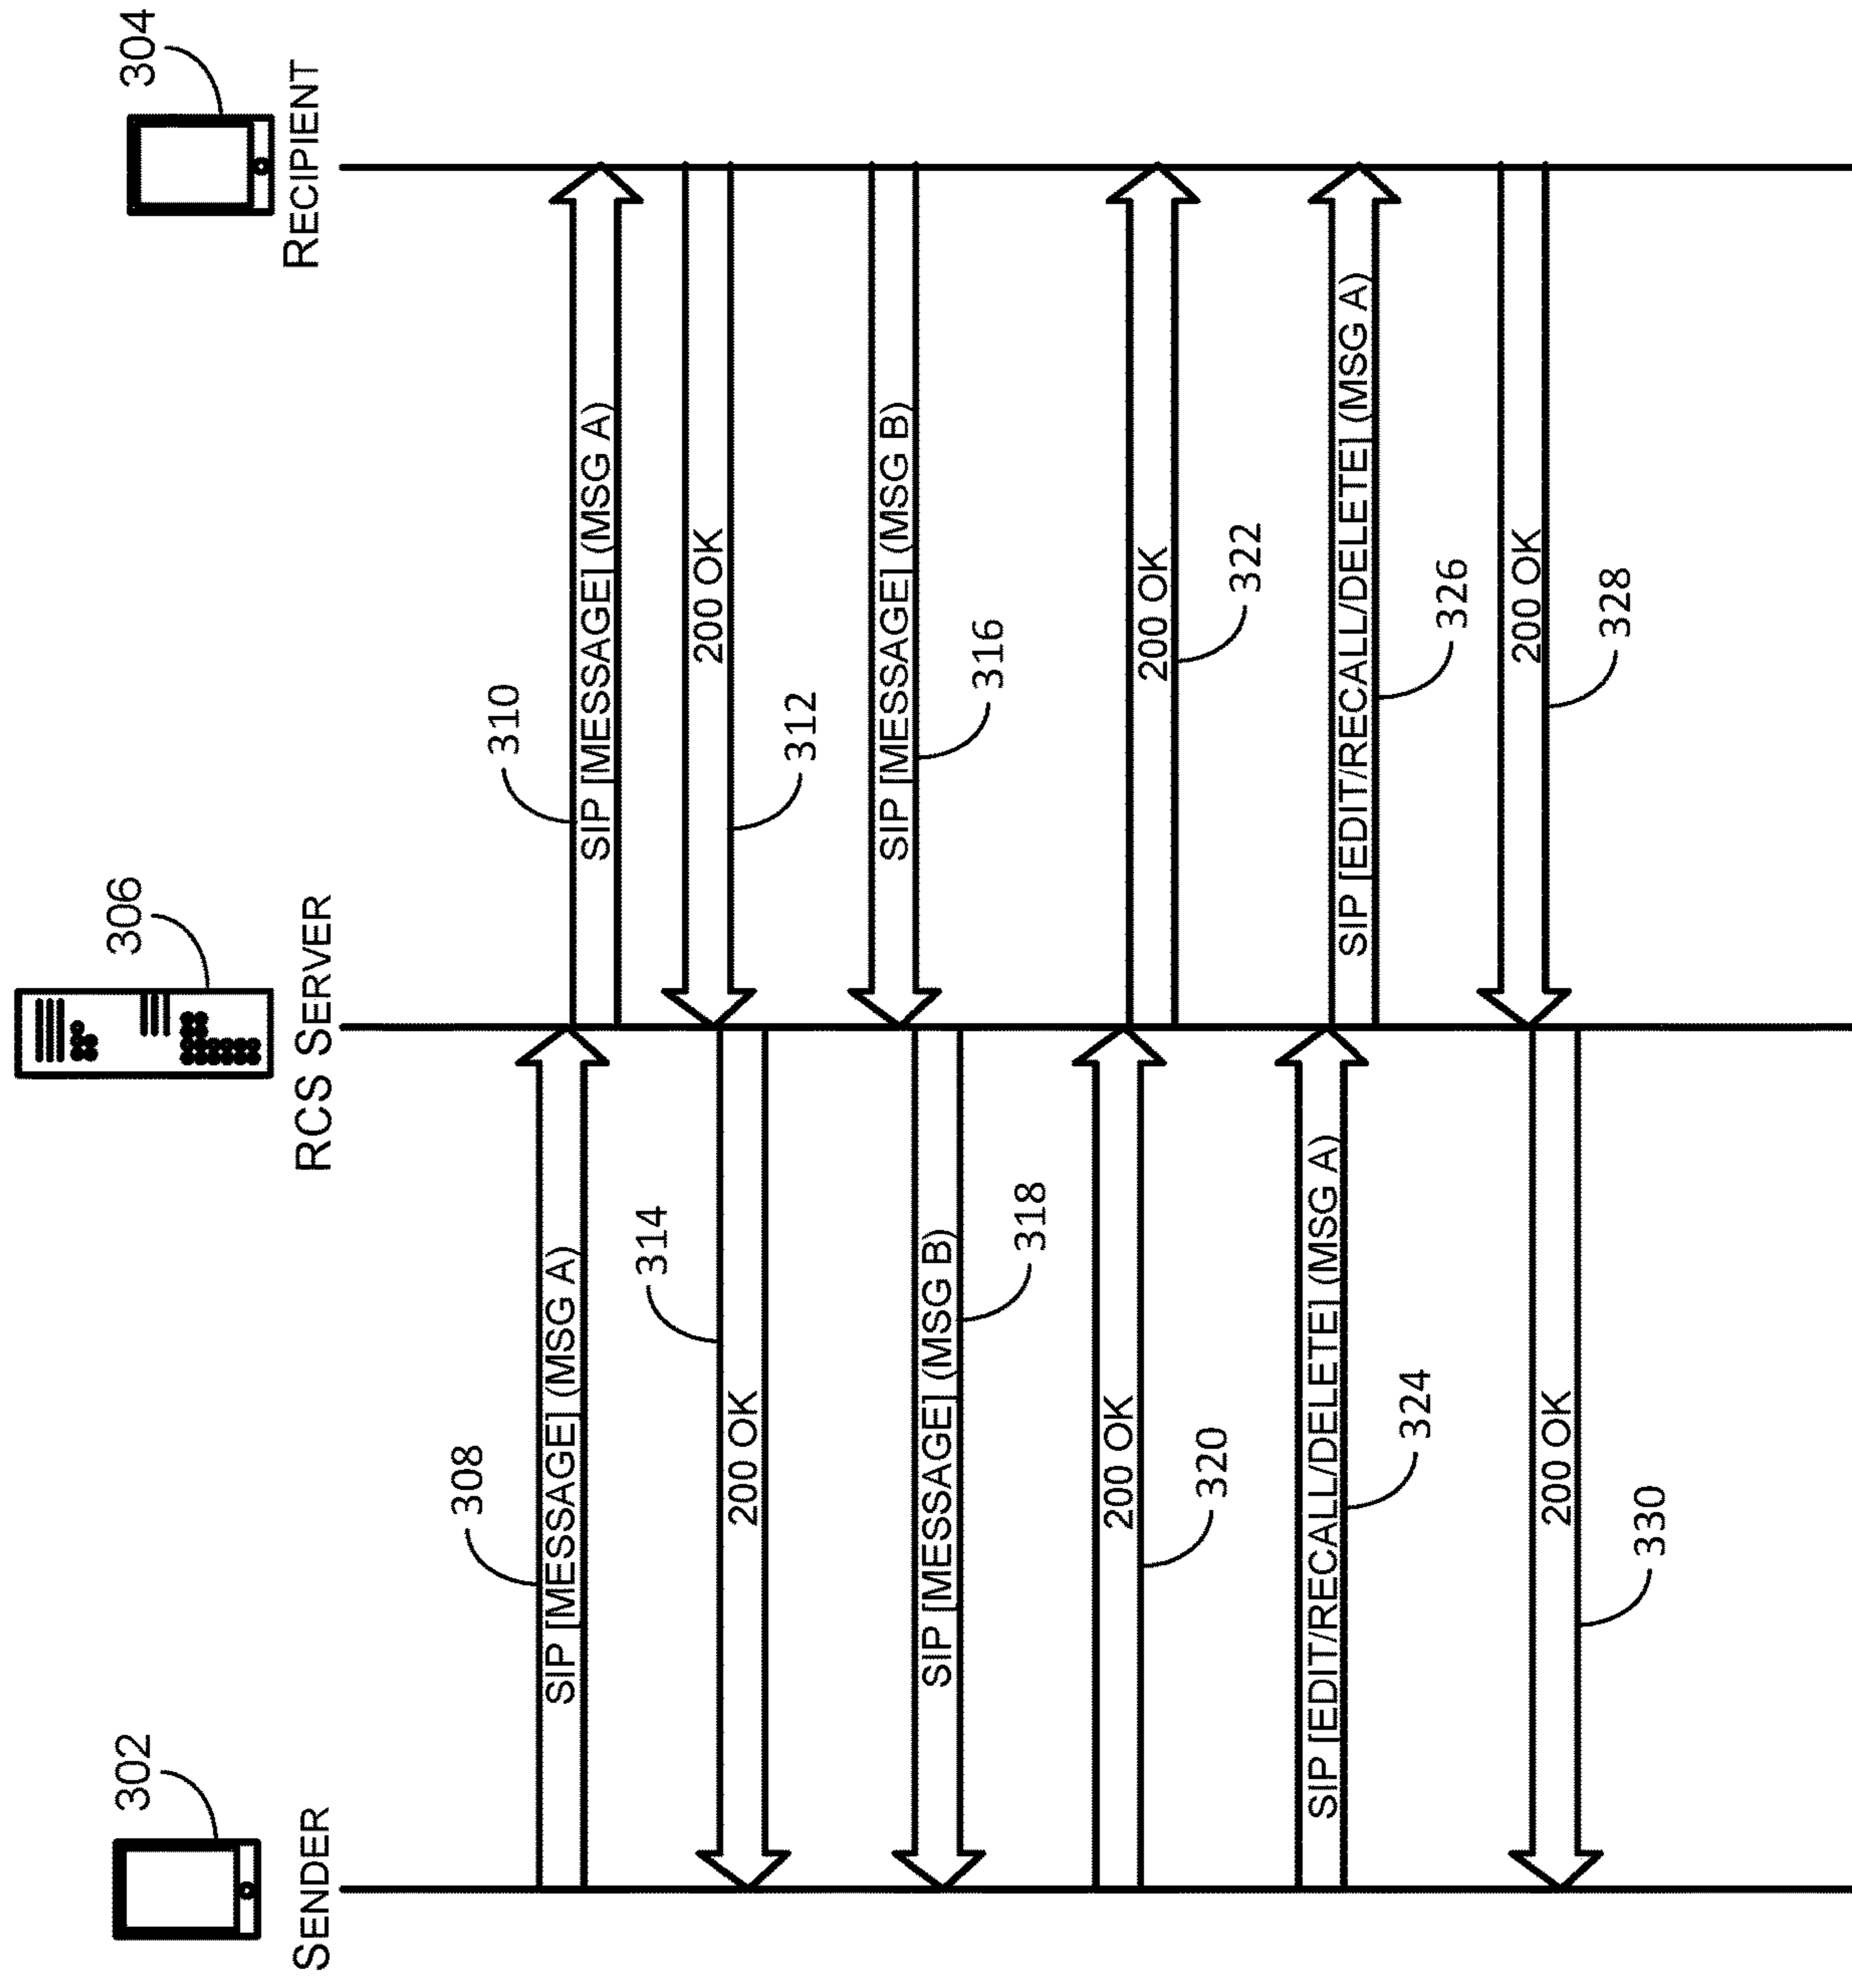 302
SENDER
306
RCS SERVER
304
RECIPIENT
308
SIP [MESSAGE] (MSG A)
310
SIP [MESSAGE] (MSG A)
200 OK
312
314
200 OK
SIP [MESSAGE] (MSG B)
316
SIP [MESSAGE] (MSG B)
318
200 OK
320
200 OK
322
SIP [EDIT/RECALL/DELETE] (MSG A)
324
SIP [EDIT/RECALL/DELETE] (MSG A)
326
200 OK
328
200 OK
330